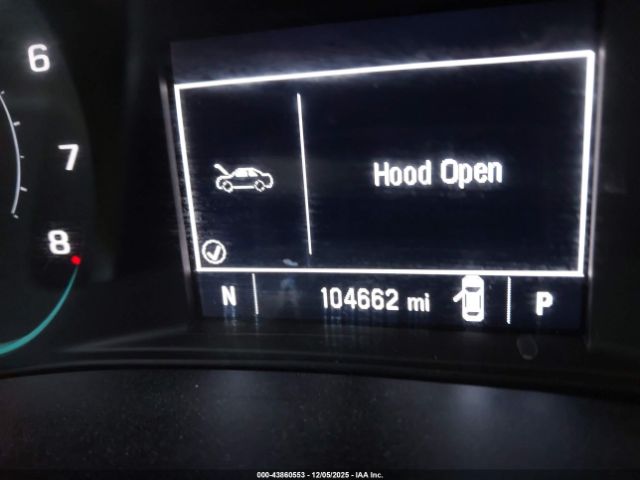 6
7
8
Hood Open
N 104662 mi P
000-43860553 - 12/05/2025 - IAA Inc.